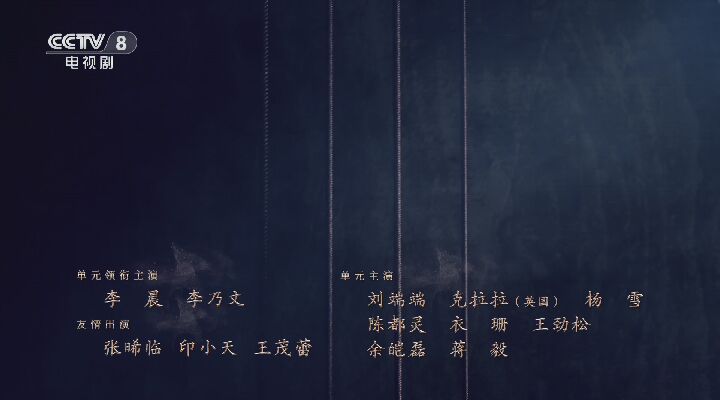 CCTV 8
电视剧
单元领衔主演
李 晨 李乃文
友情出演
张晞临 印小天 王茂蕾
单元主演
刘端端 克拉拉（英国） 杨 雪
陈都灵 衣 珊 王劲松
余皑磊 蒋 毅